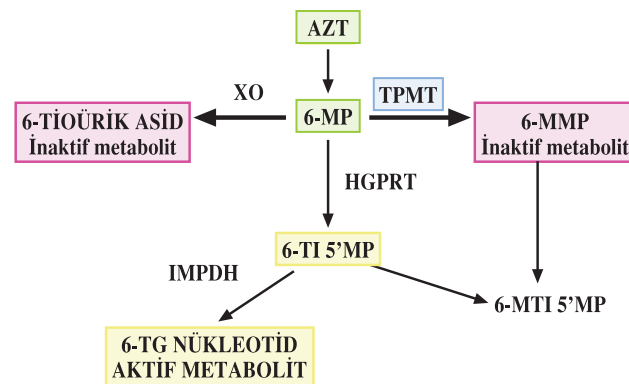 AZT
XO
TPMT
6-TİOÜRİK ASİD
İnaktif metabolit
6-MP
6-MMP
İnaktif metabolit
HGPRT
6-TI 5’MP
IMPDH
6-MTI 5’MP
6-TG NÜKLEOTİD
AKTİF METABOLİT